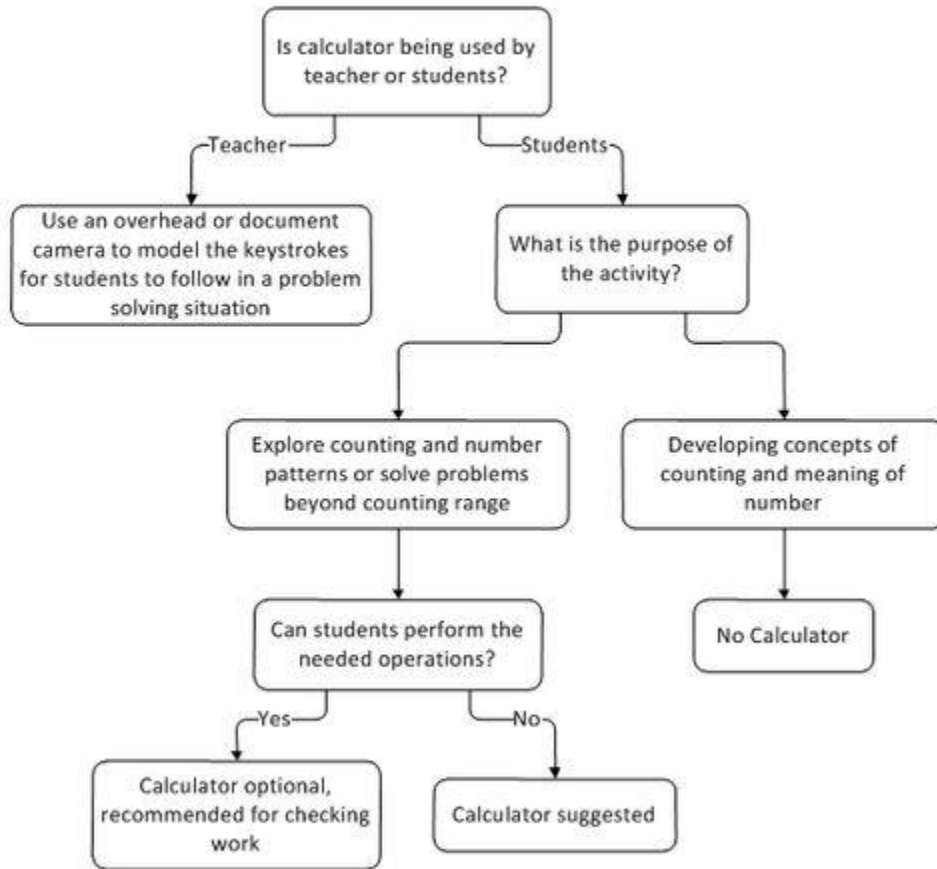 Is calculator being used by
teacher or students?
Teacher
Students
Use an overhead or document
camera to model the keystrokes
for students to follow in a problem
solving situation
What is the purpose of
the activity?
Explore counting and number
patterns or solve problems
beyond counting range
Developing concepts of
counting and meaning of
number
Can students perform the
needed operations?
No Calculator
Yes
No
Calculator optional,
recommended for checking
work
Calculator suggested